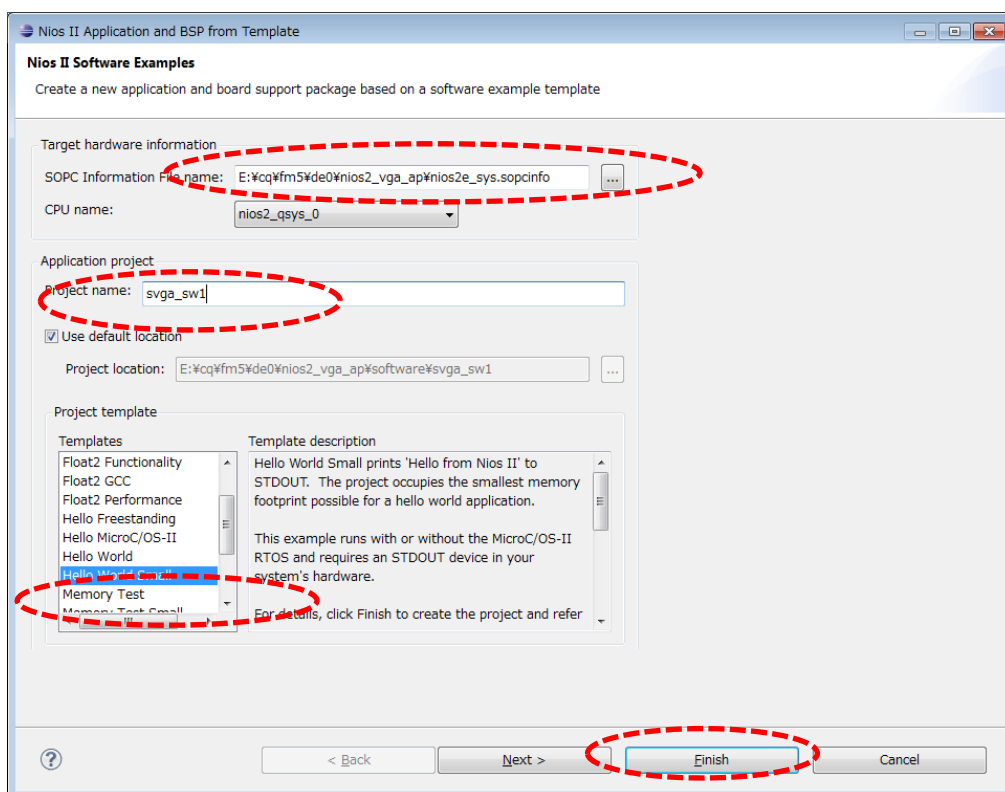 Nios II Application and BSP from Template
Nios II Software Examples
Create a new application and board support package based on a software example template
Target hardware information
SOPC Information File name: E:¥cq¥fm5¥de0¥nios2_vga_ap¥nios2e_sys.sopcinfo ...
CPU name: nios2_qsys_0
Application project
Project name: svga_sw1
Use default location
Project location: E:¥cq¥fm5¥de0¥nios2_vga_ap¥software¥svga_sw1 ...
Project template
Templates
Float2 Functionality
Float2 GCC
Float2 Performance
Hello Freestanding
Hello MicroC/OS-II
Hello World
Hello World Small
Memory Test
Memory Test Small
Template description
Hello World Small prints 'Hello from Nios II' to
STDOUT. The project occupies the smallest memory
footprint possible for a hello world application.
This example runs with or without the MicroC/OS-II
RTOS and requires an STDOUT device in your
system's hardware.
For details, click Finish to create the project and refer
? < Back Next > Finish Cancel